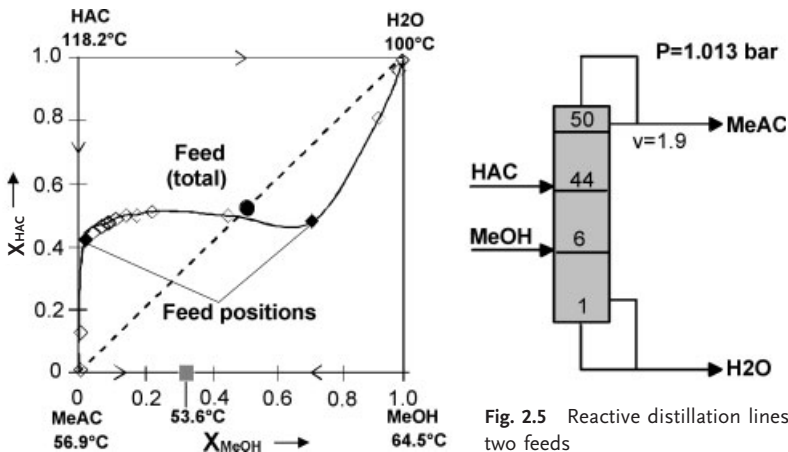 HAC
118.2°C
H2O
100°C
1.0
0.8
0.6
0.4
0.2
0
X_HAC
Feed
(total)
Feed positions
0
0.2
0.4
0.6
0.8
1.0
MeAC
56.9°C
53.6°C
X_MeOH
MeOH
64.5°C
P=1.013 bar
50
MeAC
v=1.9
HAC
44
MeOH
6
1
H2O
Fig. 2.5 Reactive distillation lines
two feeds